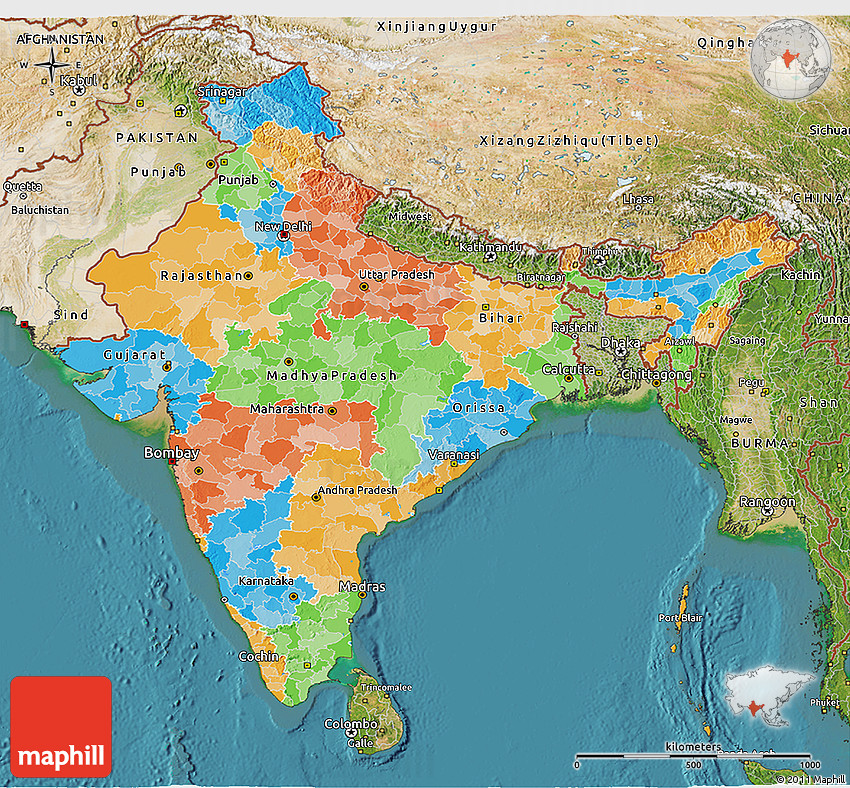 XinjiangUygur
AFGHANISTAN
Qingha
W E
S
Kabul
Srinagar
Sichuan
PAKISTAN
XizangZizhiqu(Tibet)
Punjab
Punjab
Quetta
Lhasa
CHINA
Baluchistan
Midwest
New Delhi
Kathmandu
Thimphu
Rajasthan
Uttar Pradesh
Biratnagar
Kachin
Sind
Bihar
Rajshahi
Yunna
Gujarat
Dhaka
Aizawl
Sagaing
MadhyaPradesh
Calcutta
Chittagong
Pegu
Maharashtra
Orissa
Shan
Magwe
Bombay
Varanasi
BURMA
Andhra Pradesh
Rangoon
Karnataka
Madras
Port Blair
Cochin
Trincomalee
maphill
Colombo
Galle
Phuket
kilometers
0 500 1000
© 2011 Maphill